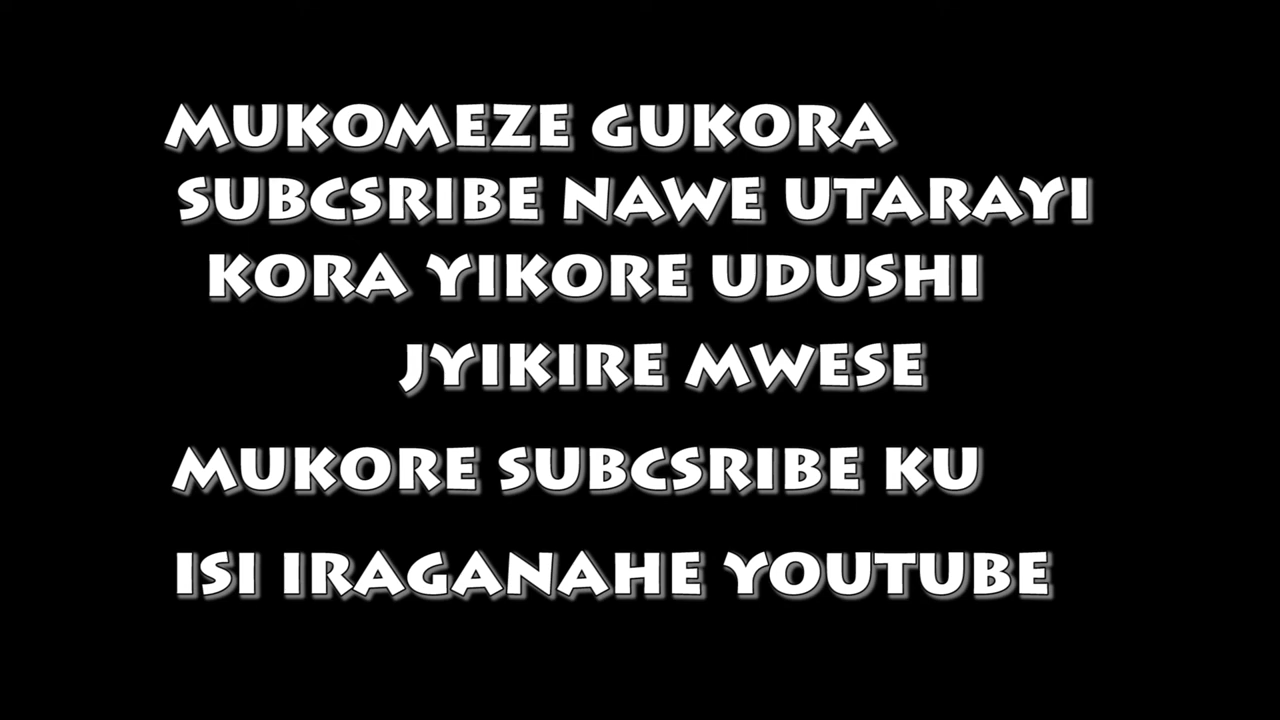 MUKOMEZE GUKORA
SUBCSRIBE NAWE UTARAYI
KORA YIKORE UDUSHI
JYIKIRE MWESE
MUKORE SUBCSRIBE KU
ISI IRAGANAHE YOUTUBE